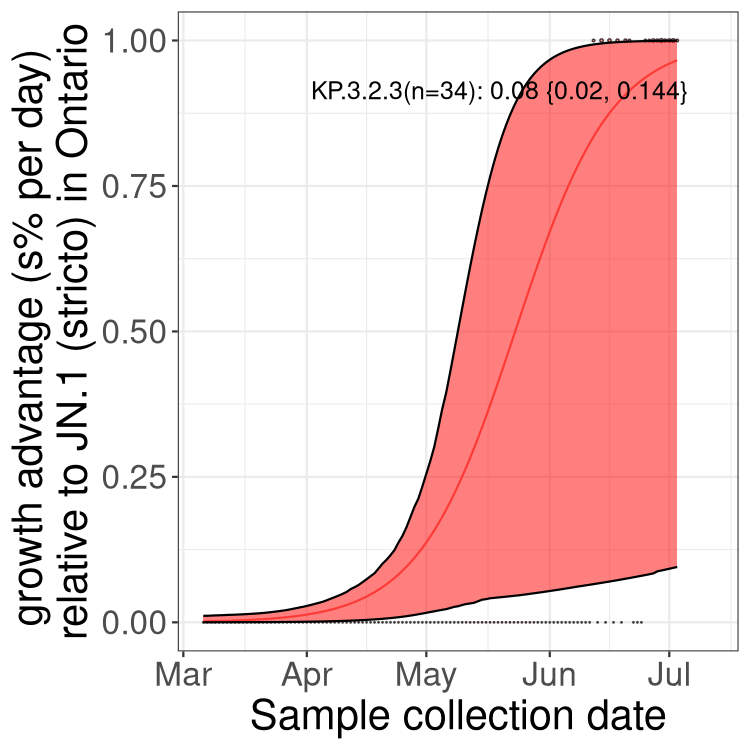 growth advantage (s% per day)
relative to JN.1 (stricto) in Ontario
1.00
0.75
0.50
0.25
0.00
KP.3.2.3(n=34): 0.08 {0.02, 0.144}
Mar Apr May Jun Jul
Sample collection date